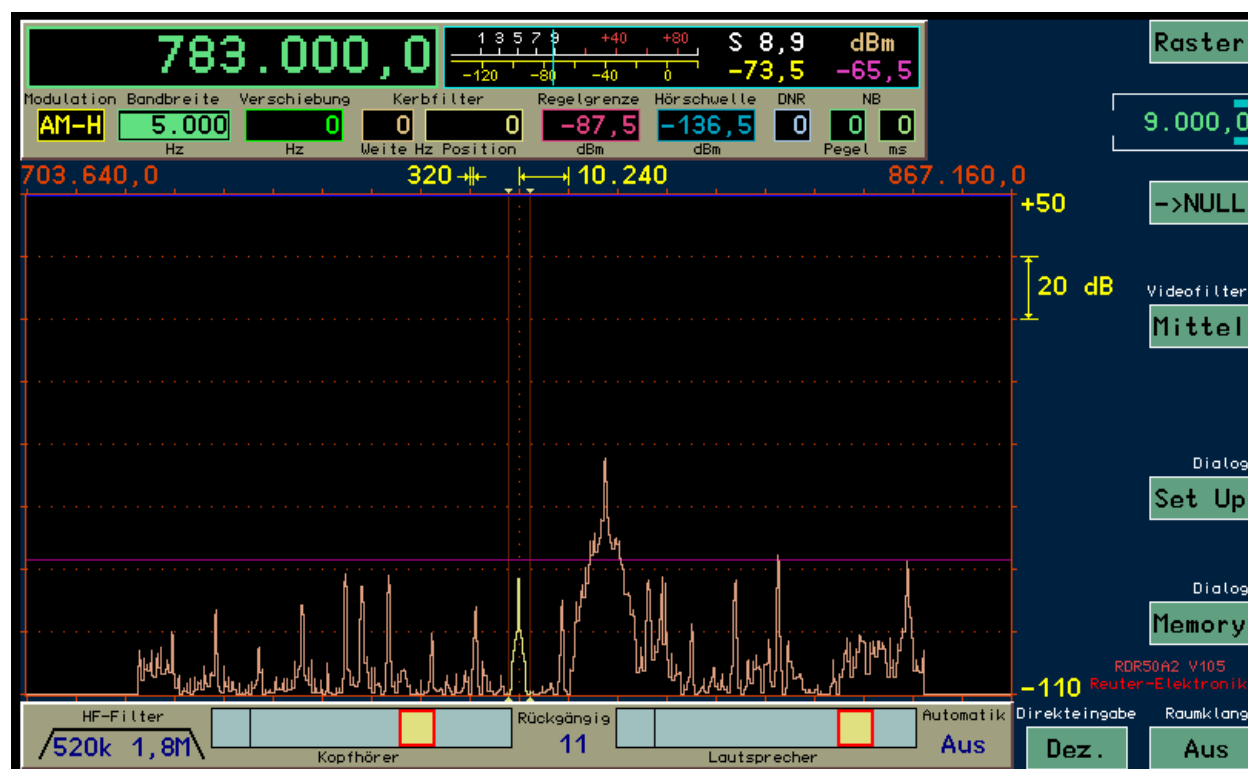 783.000,0
1 3 5 7 9 +40 +80
-120 -80 -40 0
S 8,9 dBm
-73,5 -65,5
Raster
Modulation Bandbreite Verschiebung Kerbfilter Regelgrenze Hörschwelle DNR NB
AM-H 5.000 0 0 0 -87,5 -136,5 0 0 0
Hz Hz Weite Hz Position dBm dBm Pegel ms
9.000,0
703.640,0 320 10.240 867.160,0
+50
->NULL
20 dB
Videofilter
Mittel
Dialog
Set Up
Dialog
Memory
RDR50A2 V105
Reuter-Elektronik
-110
HF-Filter
520k 1,8M
Kopfhörer
Rückgängig
11
Lautsprecher
Automatik
Aus
Direkteingabe
Dez.
Raumklang
Aus